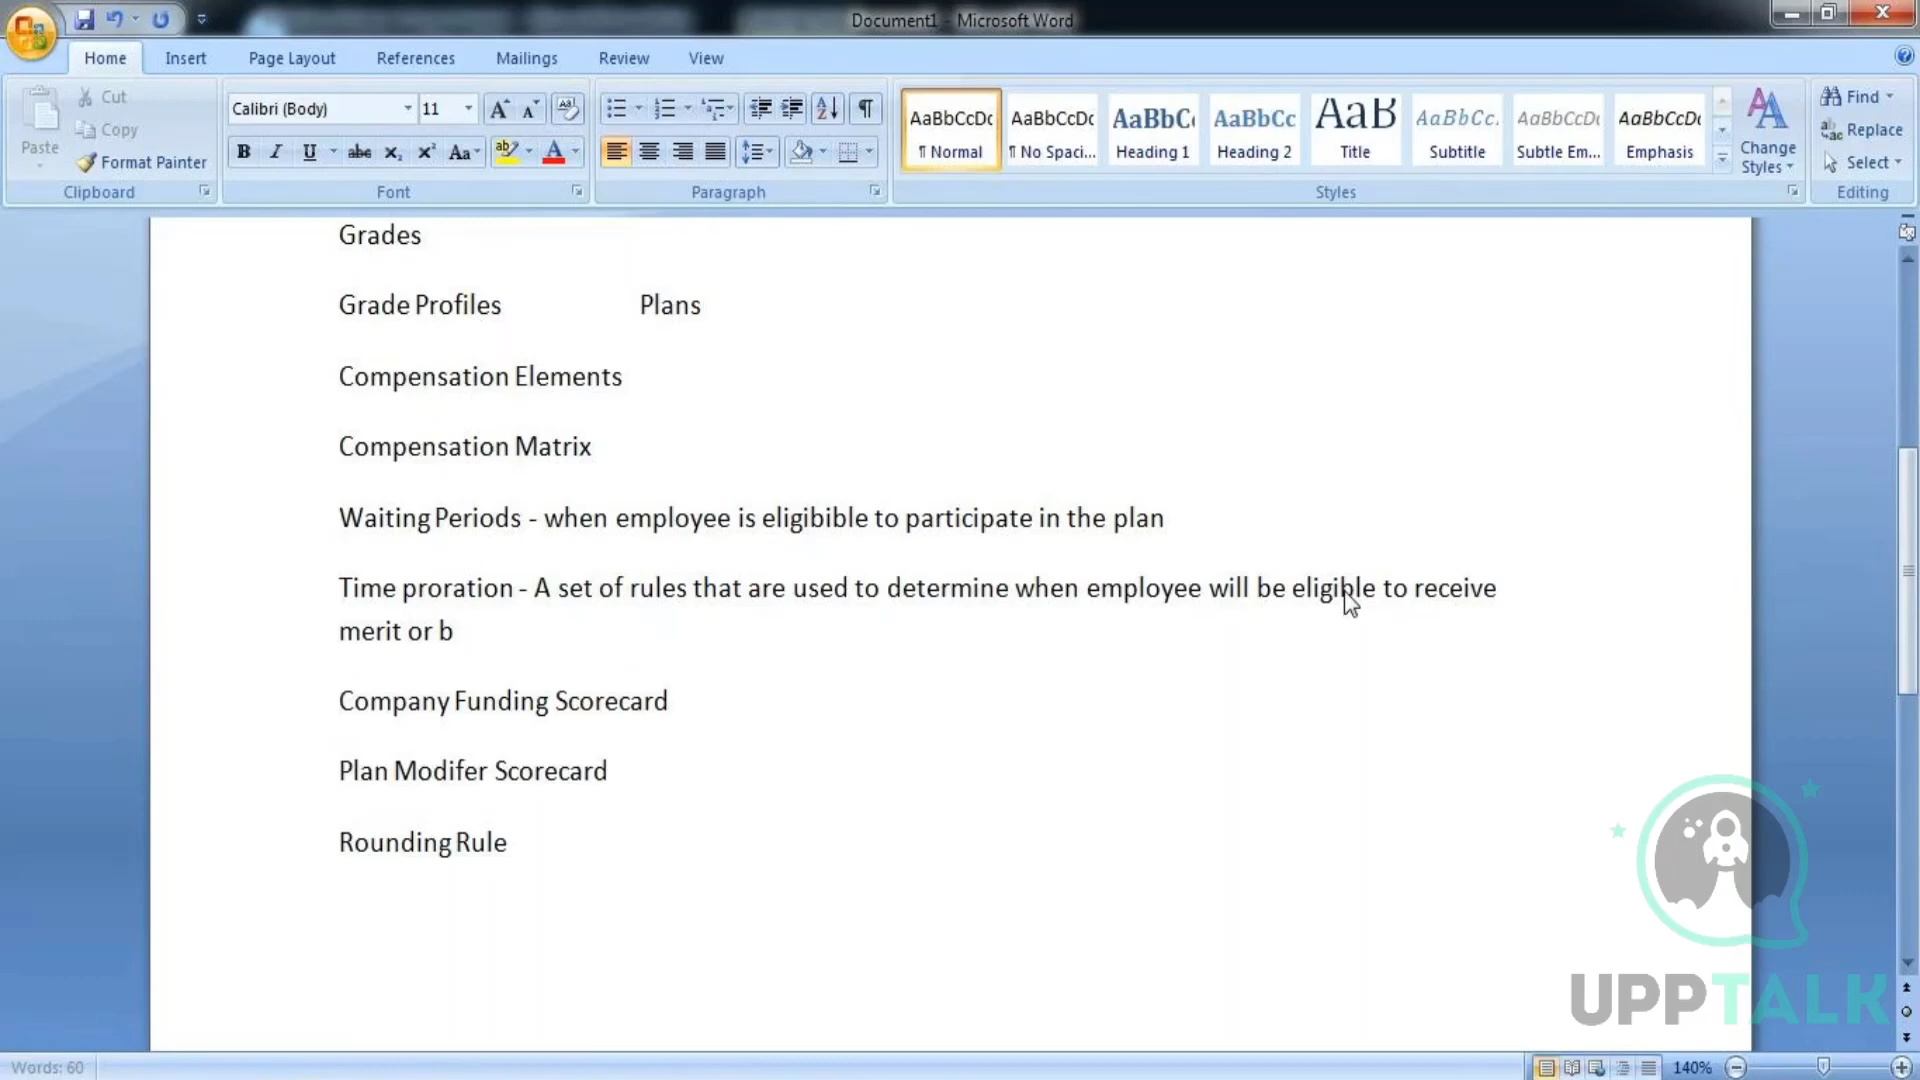 Document1 - Microsoft Word
Home Insert Page Layout References Mailings Review View
Cut
Copy
Paste
Format Painter
Clipboard
Calibri (Body) 11
Font
Paragraph
AaBbCcDc AaBbCcDc AaBbC AaBbCc AaB AaBbCc. AaBbCcDc AaBbCcDc
¶ Normal ¶ No Spaci... Heading 1 Heading 2 Title Subtitle Subtle Em... Emphasis
Change Styles
Styles
Find
Replace
Select
Editing
Grades
Grade Profiles Plans
Compensation Elements
Compensation Matrix
Waiting Periods - when employee is eligibible to participate in the plan
Time proration - A set of rules that are used to determine when employee will be eligible to receive
merit or b
Company Funding Scorecard
Plan Modifer Scorecard
Rounding Rule
UPPTALK
Words: 60
140%